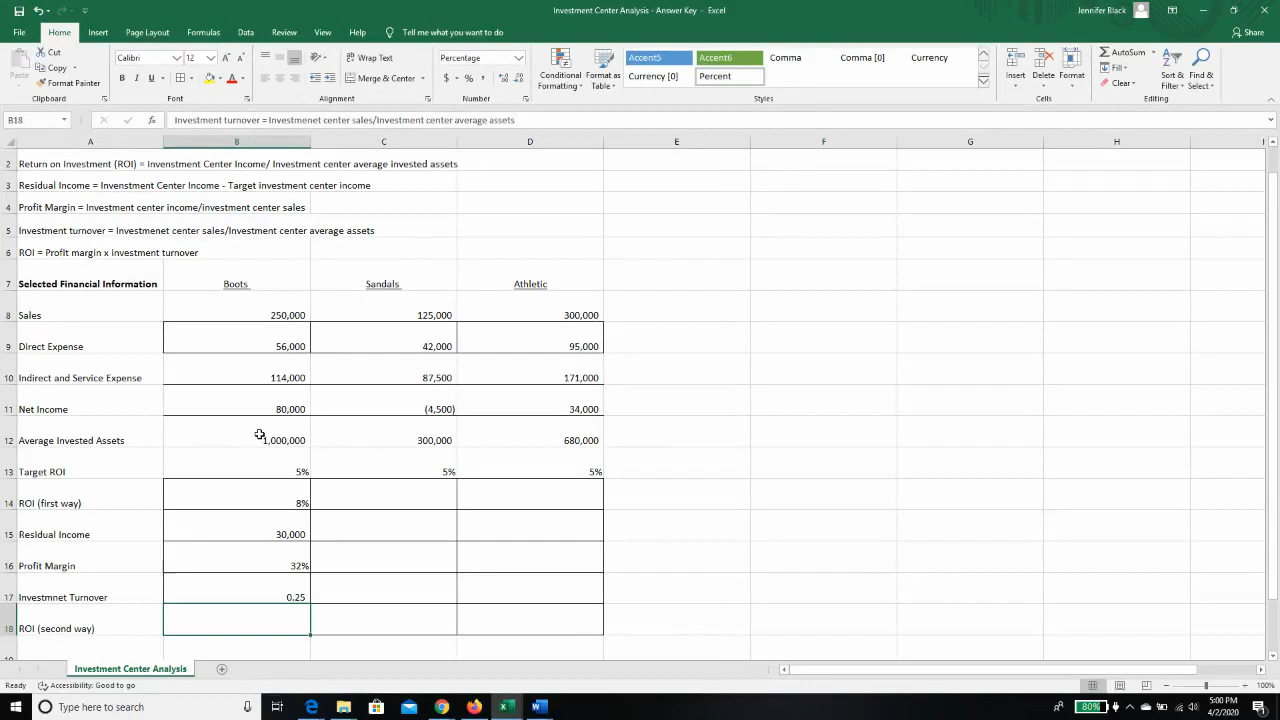 Investment Center Analysis - Answer Key - Excel
Jennifer Black
File Home Insert Page Layout Formulas Data Review View Help Tell me what you want to do Share
Paste
Cut
Copy
Format Painter
Clipboard
Calibri 12
B I U
Font
Wrap Text
Merge & Center
Alignment
Percentage
$ % ,
Number
Conditional Formatting
Format as Table
Accent5 Accent6 Comma Comma [0] Currency
Currency [0] Percent
Styles
Insert Delete Format
Cells
AutoSum
Fill
Clear
Sort & Filter
Find & Select
Editing
B18 fx Investment turnover = Investmenet center sales/Investment center average assets
A B C D E F G H I
2 Return on Investment (ROI) = Invenstment Center Income/ Investment center average invested assets
3 Residual Income = Invenstment Center Income - Target investment center income
4 Profit Margin = Investment center income/investment center sales
5 Investment turnover = Investmenet center sales/Investment center average assets
6 ROI = Profit margin x investment turnover
7 Selected Financial Information Boots Sandals Athletic
8 Sales 250,000 125,000 300,000
9 Direct Expense 56,000 42,000 95,000
10 Indirect and Service Expense 114,000 87,500 171,000
11 Net Income 80,000 (4,500) 34,000
12 Average Invested Assets 1,000,000 300,000 680,000
13 Target ROI 5% 5% 5%
14 ROI (first way) 8%
15 Residual Income 30,000
16 Profit Margin 32%
17 Investmnet Turnover 0.25
18 ROI (second way)
Investment Center Analysis
Ready Accessibility: Good to go 100%
Type here to search
80%
5:00 PM
4/2/2020